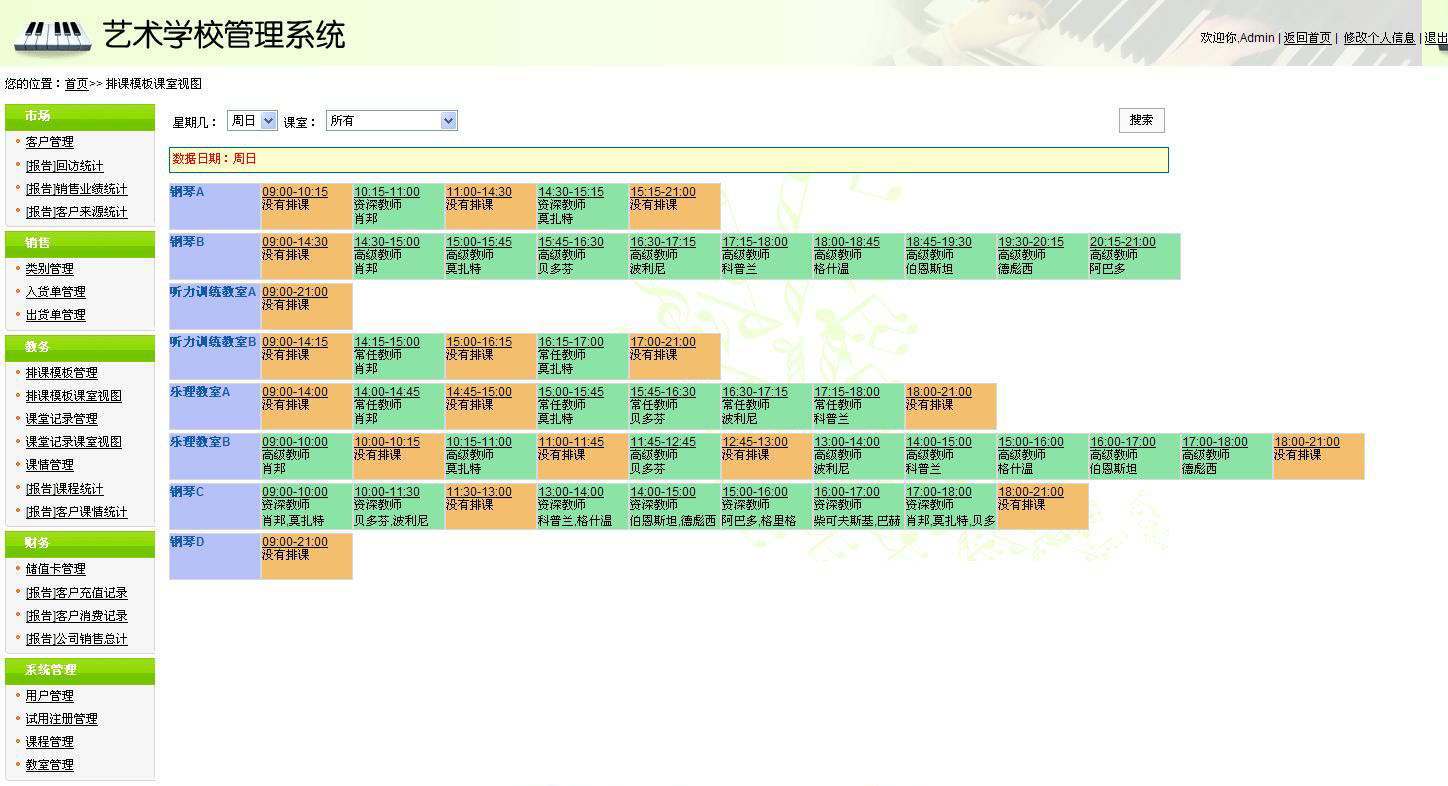 艺术学校管理系统
欢迎你,Admin | 返回首页 | 修改个人信息 | 退出
您的位置：首页>> 排课模板课室视图
市场
客户管理
[报告]回访统计
[报告]销售业绩统计
[报告]客户来源统计
销售
类别管理
入货单管理
出货单管理
教务
排课模板管理
排课模板课室视图
课堂记录管理
课堂记录课室视图
课情管理
[报告]课程统计
[报告]客户课情统计
财务
储值卡管理
[报告]客户充值记录
[报告]客户消费记录
[报告]公司销售总计
系统管理
用户管理
试用注册管理
课程管理
教室管理
星期几： 周日 课室： 所有 搜索
数据日期：周日
钢琴A 09:00-10:15 10:15-11:00 11:00-14:30 14:30-15:15 15:15-21:00
没有排课 资深教师 没有排课 资深教师 没有排课
肖邦 莫扎特
钢琴B 09:00-14:30 14:30-15:00 15:00-15:45 15:45-16:30 16:30-17:15 17:15-18:00 18:00-18:45 18:45-19:30 19:30-20:15 20:15-21:00
没有排课 高级教师 高级教师 高级教师 高级教师 高级教师 高级教师 高级教师 高级教师 高级教师
肖邦 莫扎特 贝多芬 波利尼 科普兰 格什温 伯恩斯坦 德彪西 阿巴多
听力训练教室A 09:00-21:00
没有排课
听力训练教室B 09:00-14:15 14:15-15:00 15:00-16:15 16:15-17:00 17:00-21:00
没有排课 常任教师 没有排课 常任教师 没有排课
肖邦 莫扎特
乐理教室A 09:00-14:00 14:00-14:45 14:45-15:00 15:00-15:45 15:45-16:30 16:30-17:15 17:15-18:00 18:00-21:00
没有排课 常任教师 没有排课 常任教师 常任教师 常任教师 常任教师 没有排课
肖邦 莫扎特 贝多芬 波利尼 科普兰
乐理教室B 09:00-10:00 10:00-10:15 10:15-11:00 11:00-11:45 11:45-12:45 12:45-13:00 13:00-14:00 14:00-15:00 15:00-16:00 16:00-17:00 17:00-18:00 18:00-21:00
高级教师 没有排课 高级教师 没有排课 高级教师 没有排课 高级教师 高级教师 高级教师 高级教师 高级教师 没有排课
肖邦 莫扎特 贝多芬 波利尼 科普兰 格什温 伯恩斯坦 德彪西
钢琴C 09:00-10:00 10:00-11:30 11:30-13:00 13:00-14:00 14:00-15:00 15:00-16:00 16:00-17:00 17:00-18:00 18:00-21:00
资深教师 资深教师 没有排课 资深教师 资深教师 资深教师 资深教师 资深教师 没有排课
肖邦,莫扎特 贝多芬,波利尼 科普兰,格什温 伯恩斯坦,德彪西 阿巴多,格里格 柴可夫斯基,巴赫 肖邦,莫扎特,贝多
钢琴D 09:00-21:00
没有排课